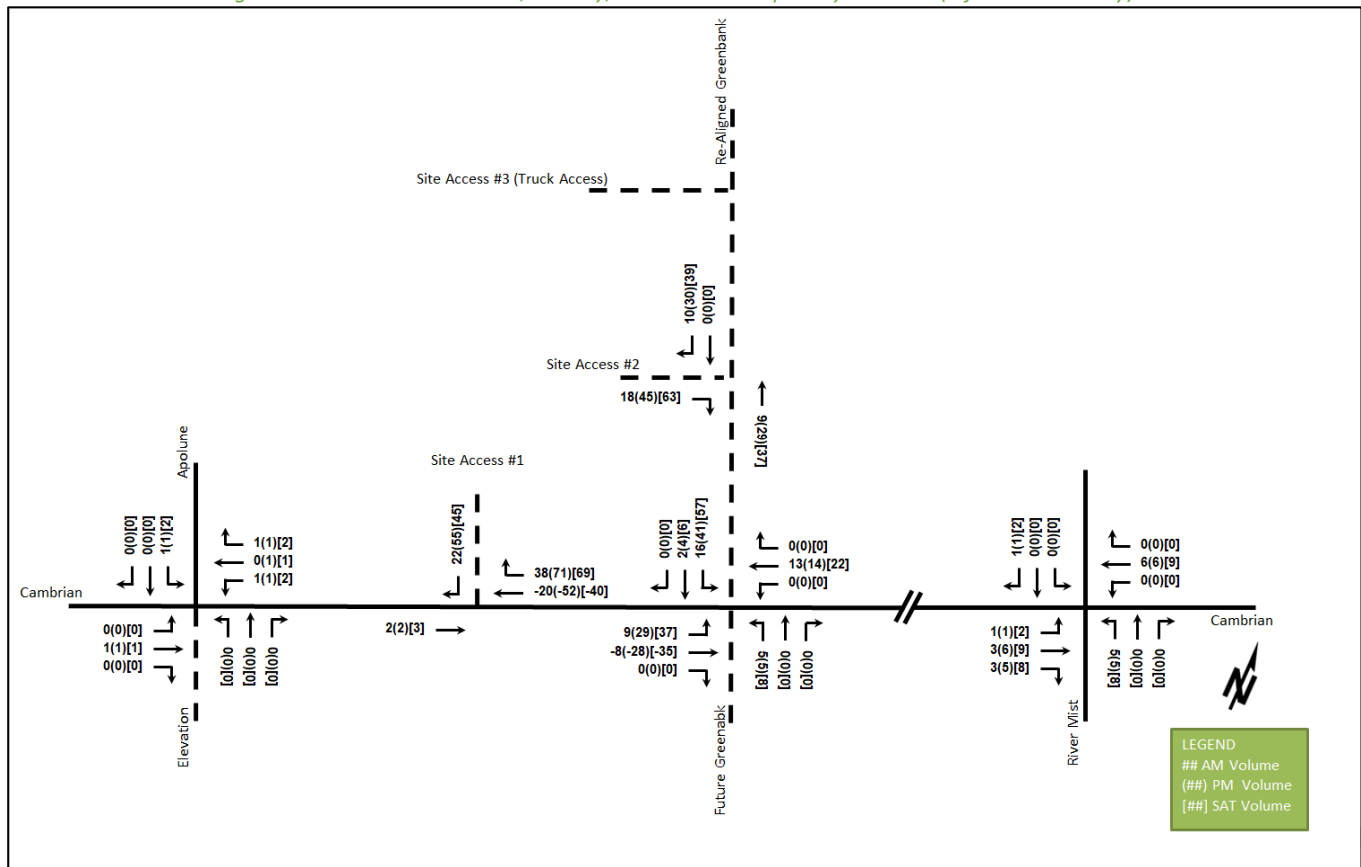 Re-Aligned Greenbank
Site Access #3 (Truck Access)
10(30)[39]
0(0)[0]
Site Access #2
18(45)[63]
9(29)[37]
Apolune
Site Access #1
0(0)[0]
0(0)[0]
1(1)[2]
1(1)[2]
0(1)[1]
1(1)[2]
22(55)[45]
38(71)[69]
-20(-52)[-40]
0(0)[0]
2(4)[6]
16(41)[57]
0(0)[0]
13(14)[22]
0(0)[0]
1(1)[2]
0(0)[0]
0(0)[0]
0(0)[0]
6(6)[9]
0(0)[0]
Cambrian
Cambrian
0(0)[0]
1(1)[1]
0(0)[0]
0(0)[0]
0(0)[0]
0(0)[0]
2(2)[3]
9(29)[37]
-8(-28)[-35]
0(0)[0]
5(5)[8]
0(0)[0]
0(0)[0]
1(1)[2]
3(6)[9]
3(5)[8]
5(5)[8]
0(0)[0]
0(0)[0]
Elevation
Future Greenabk
River Mist
N
LEGEND
## AM Volume
(##) PM Volume
[##] SAT Volume